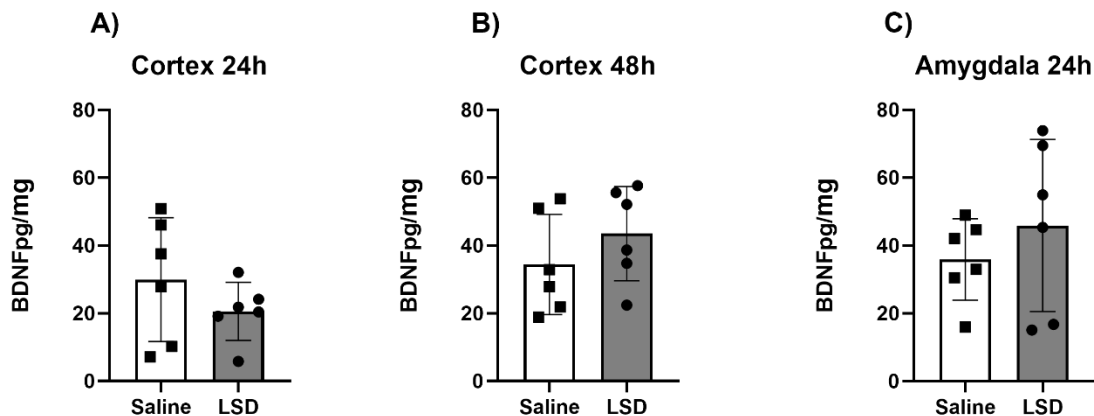 A)
Cortex 24h
BDNFpg/mg
80
60
40
20
0
Saline LSD
B)
Cortex 48h
BDNFpg/mg
80
60
40
20
0
Saline LSD
C)
Amygdala 24h
BDNFpg/mg
80
60
40
20
0
Saline LSD